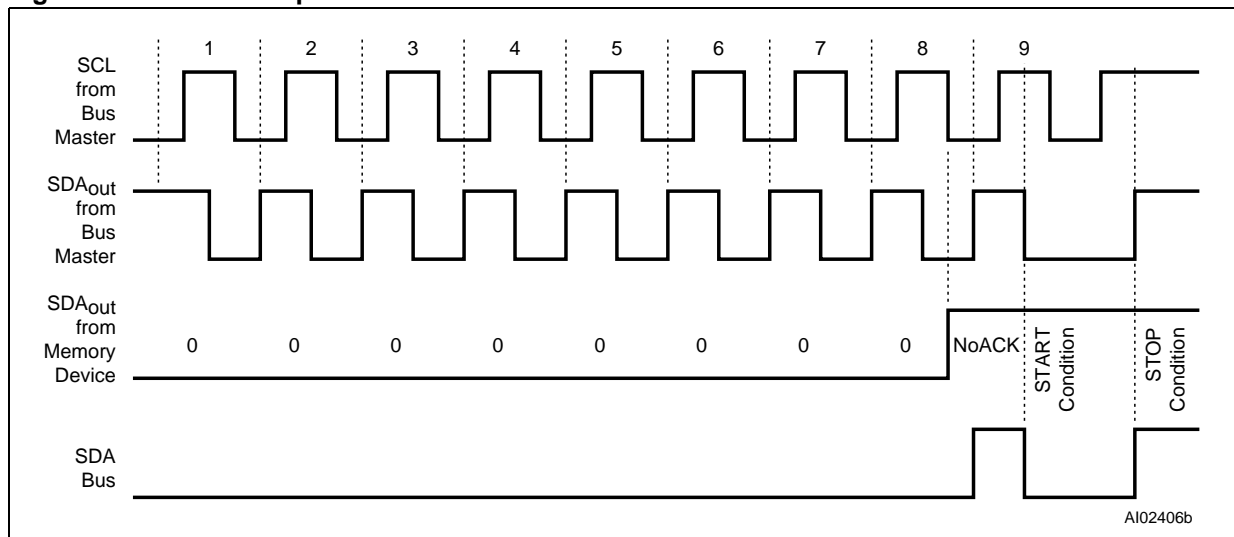 1 2 3 4 5 6 7 8 9
SCL
from
Bus
Master
SDAout
from
Bus
Master
SDAout
from
Memory
Device
0 0 0 0 0 0 0 0 NoACK
START
Condition
STOP
Condition
SDA
Bus
AI02406b